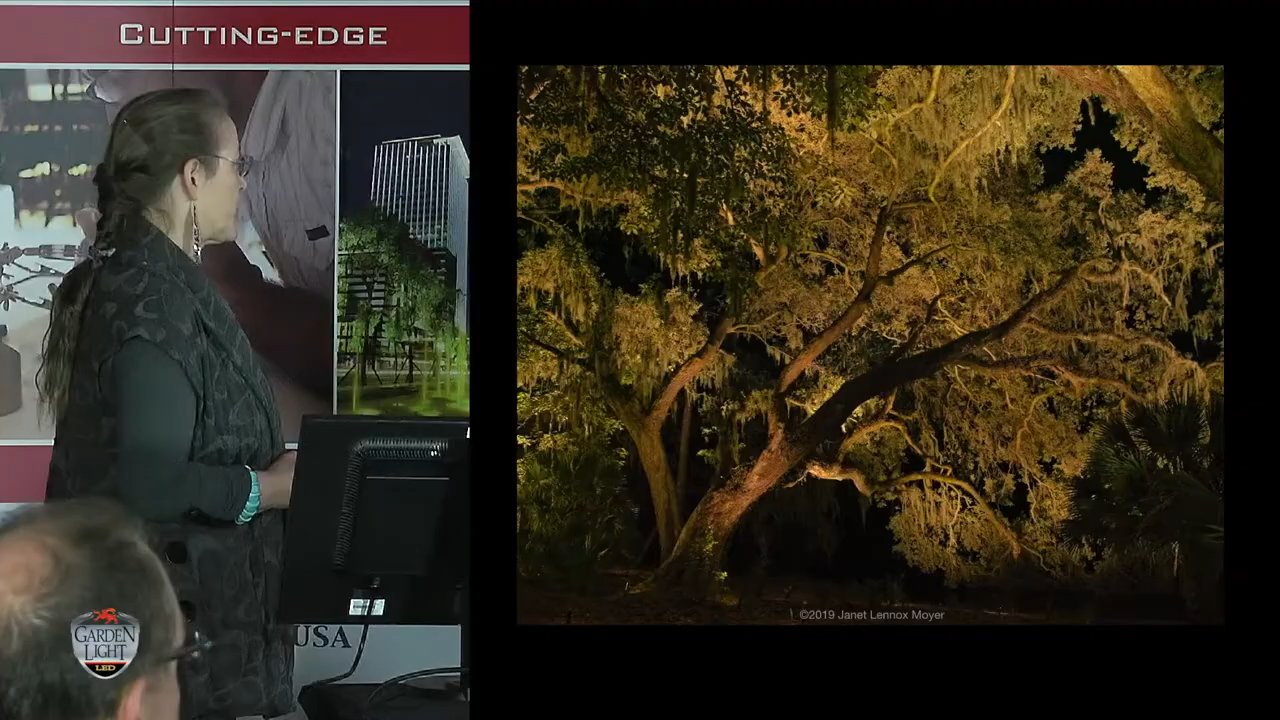 CUTTING-EDGE
USA
GARDEN
LIGHT
LED
©2019 Janet Lennox Moyer